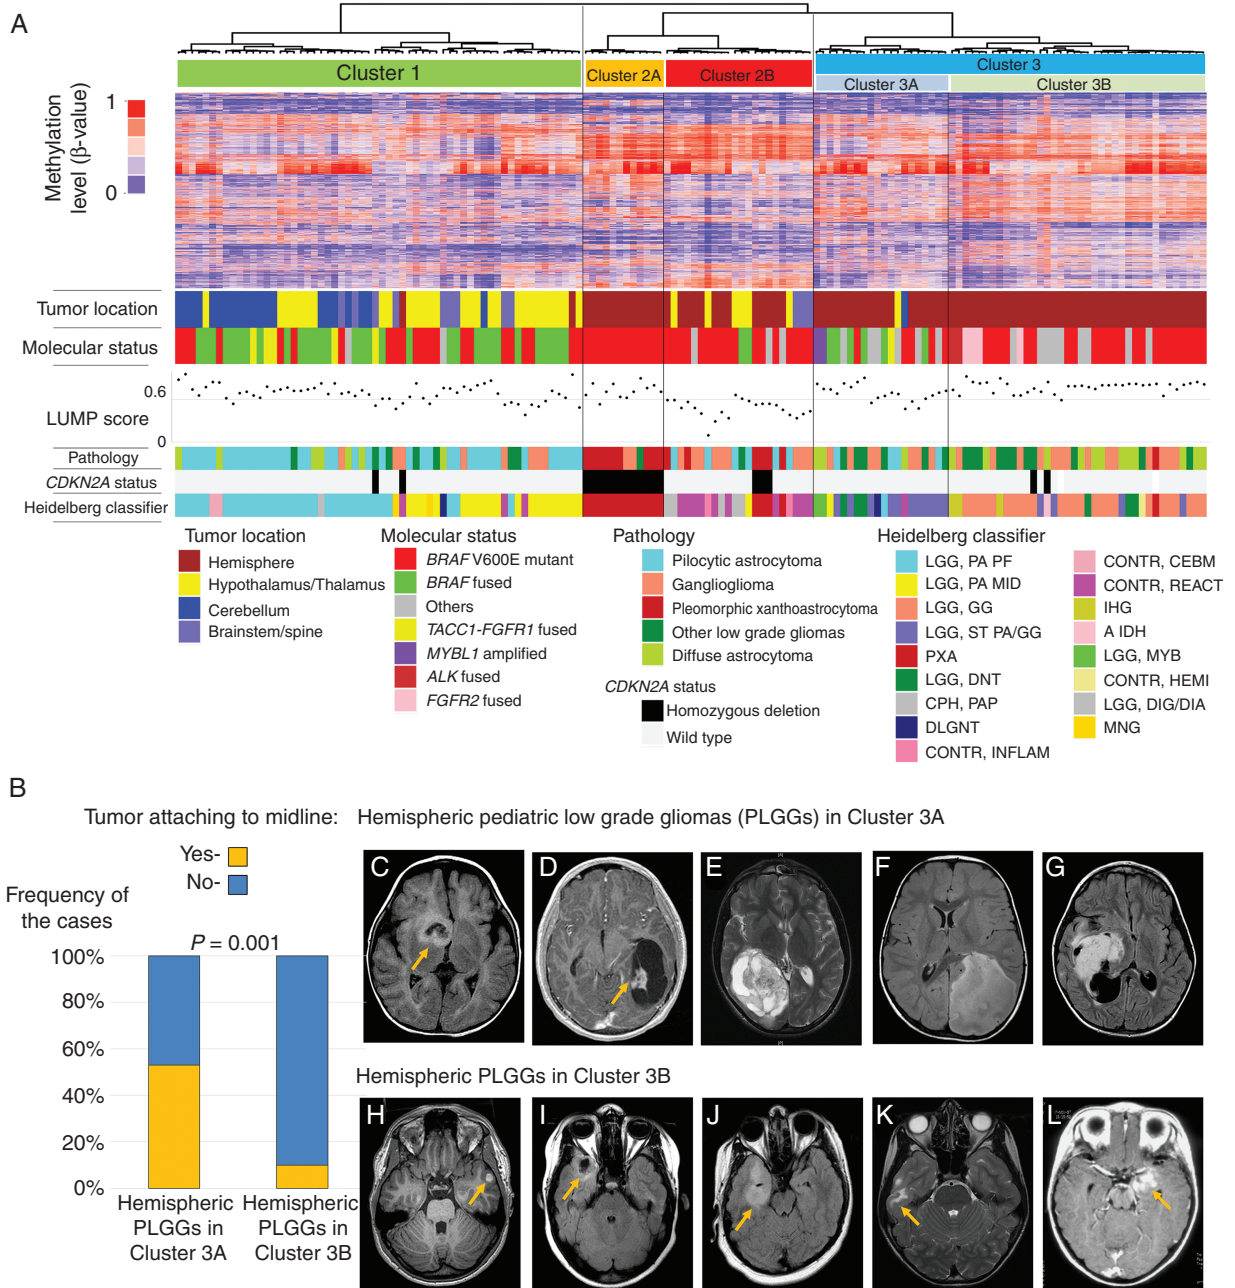 A
Cluster 1
Cluster 2A
Cluster 2B
Cluster 3
Cluster 3A
Cluster 3B
Methylation
level (β-value)
1
0
Tumor location
Molecular status
0.6
LUMP score
0
Pathology
CDKN2A status
Heidelberg classifier
Tumor location
Hemisphere
Hypothalamus/Thalamus
Cerebellum
Brainstem/spine
Molecular status
BRAF V600E mutant
BRAF fused
Others
TACC1-FGFR1 fused
MYBL1 amplified
ALK fused
FGFR2 fused
Pathology
Pilocytic astrocytoma
Ganglioglioma
Pleomorphic xanthoastrocytoma
Other low grade gliomas
Diffuse astrocytoma
CDKN2A status
Homozygous deletion
Wild type
Heidelberg classifier
LGG, PA PF
LGG, PA MID
LGG, GG
LGG, ST PA/GG
PXA
LGG, DNT
CPH, PAP
DLGNT
CONTR, INFLAM
CONTR, CEBM
CONTR, REACT
IHG
A IDH
LGG, MYB
CONTR, HEMI
LGG, DIG/DIA
MNG
B
Tumor attaching to midline:
Yes-
No-
Frequency of
the cases
P = 0.001
100%
80%
60%
40%
20%
0%
Hemispheric
PLGGs in
Cluster 3A
Hemispheric
PLGGs in
Cluster 3B
Hemispheric pediatric low grade gliomas (PLGGs) in Cluster 3A
C
D
E
F
G
Hemispheric PLGGs in Cluster 3B
H
I
J
K
L